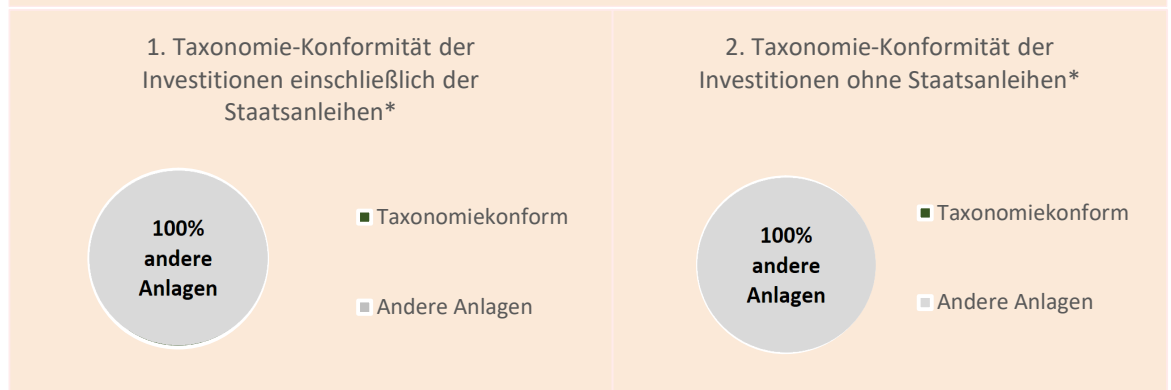 1. Taxonomie-Konformität der
Investitionen einschließlich der
Staatsanleihen*
100%
andere
Anlagen
Taxonomiekonform
Andere Anlagen
2. Taxonomie-Konformität der
Investitionen ohne Staatsanleihen*
100%
andere
Anlagen
Taxonomiekonform
Andere Anlagen